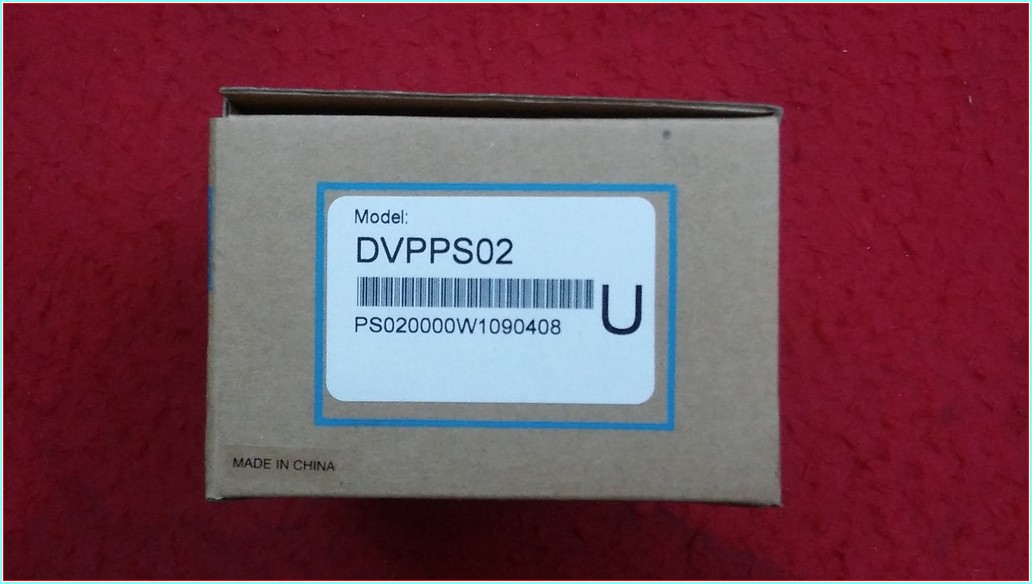 Model:
DVPPS02
U
PS020000W1090408
MADE IN CHINA